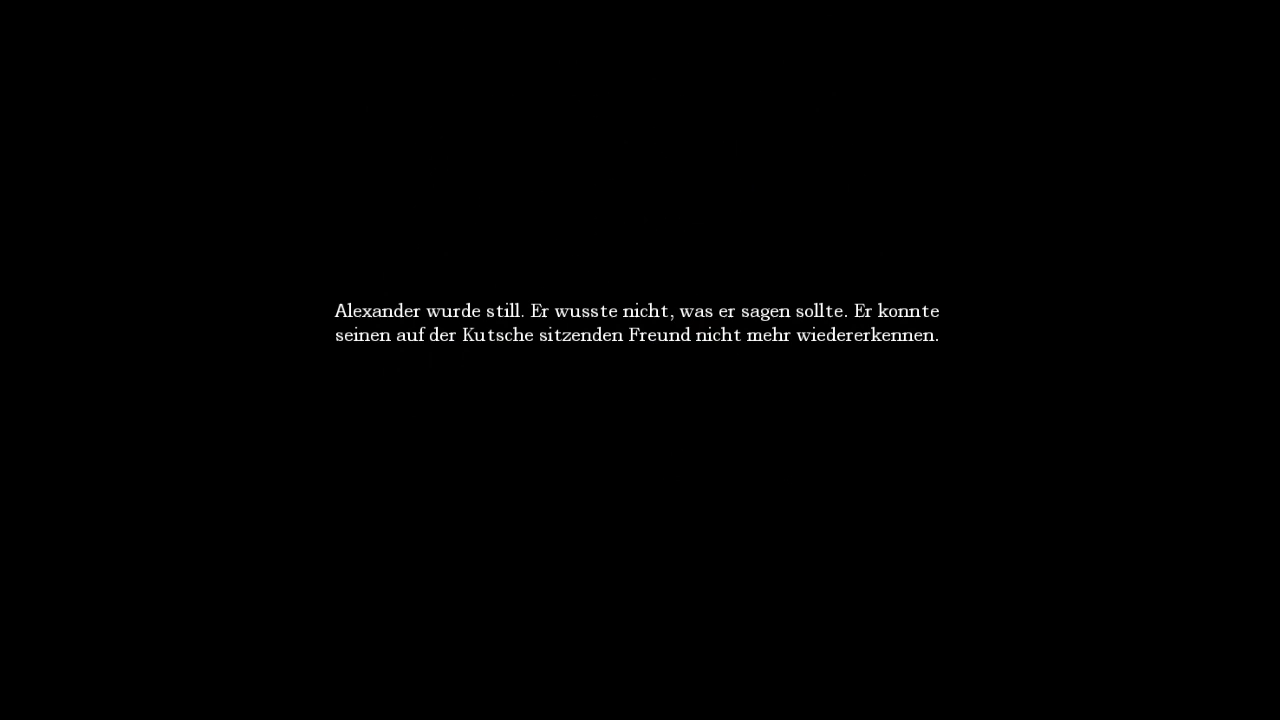 Alexander wurde still. Er wusste nicht, was er sagen sollte. Er konnte
seinen auf der Kutsche sitzenden Freund nicht mehr wiedererkennen.